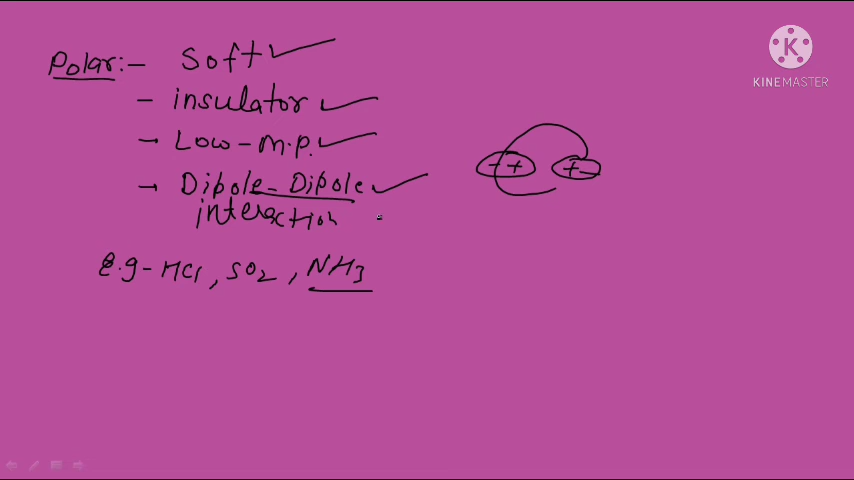 Polar:- Soft
- insulator
→ Low-m.p.
→ Dipole-Dipole
interaction
- + + -
E.g - HCl, SO2, NH3
K
KINEMASTER